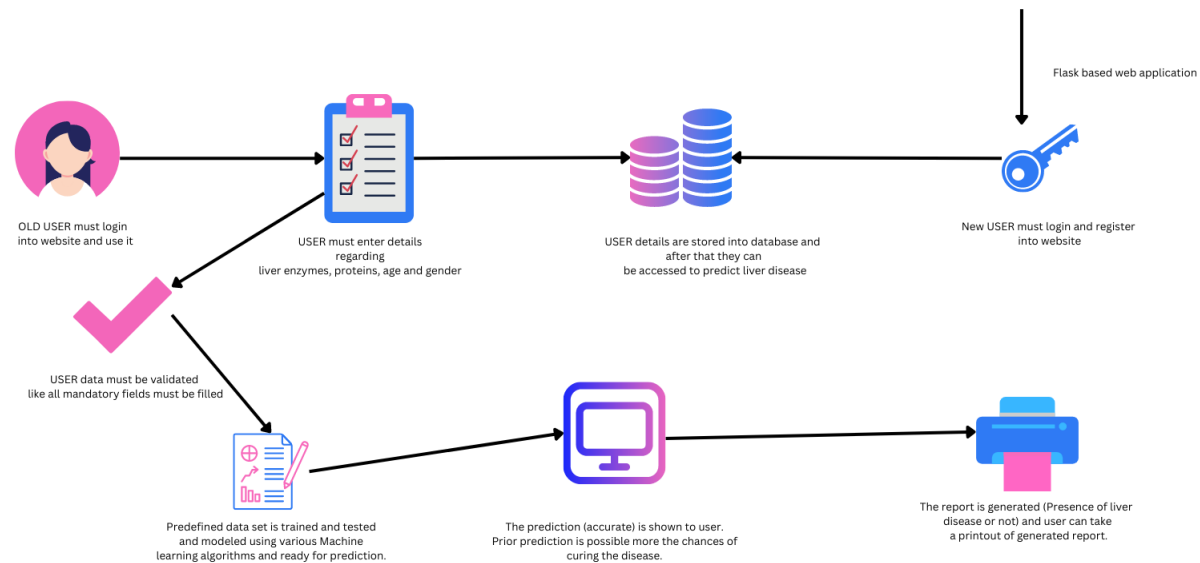 Flask based web application
OLD USER must login
into website and use it
USER must enter details
regarding
liver enzymes, proteins, age and gender
USER details are stored into database and
after that they can
be accessed to predict liver disease
New USER must login and register
into website
USER data must be validated
like all mandatory fields must be filled
Predefined data set is trained and tested
and modeled using various Machine
learning algorithms and ready for prediction.
The prediction (accurate) is shown to user.
Prior prediction is possible more the chances of
curing the disease.
The report is generated (Presence of liver
disease or not) and user can take
a printout of generated report.